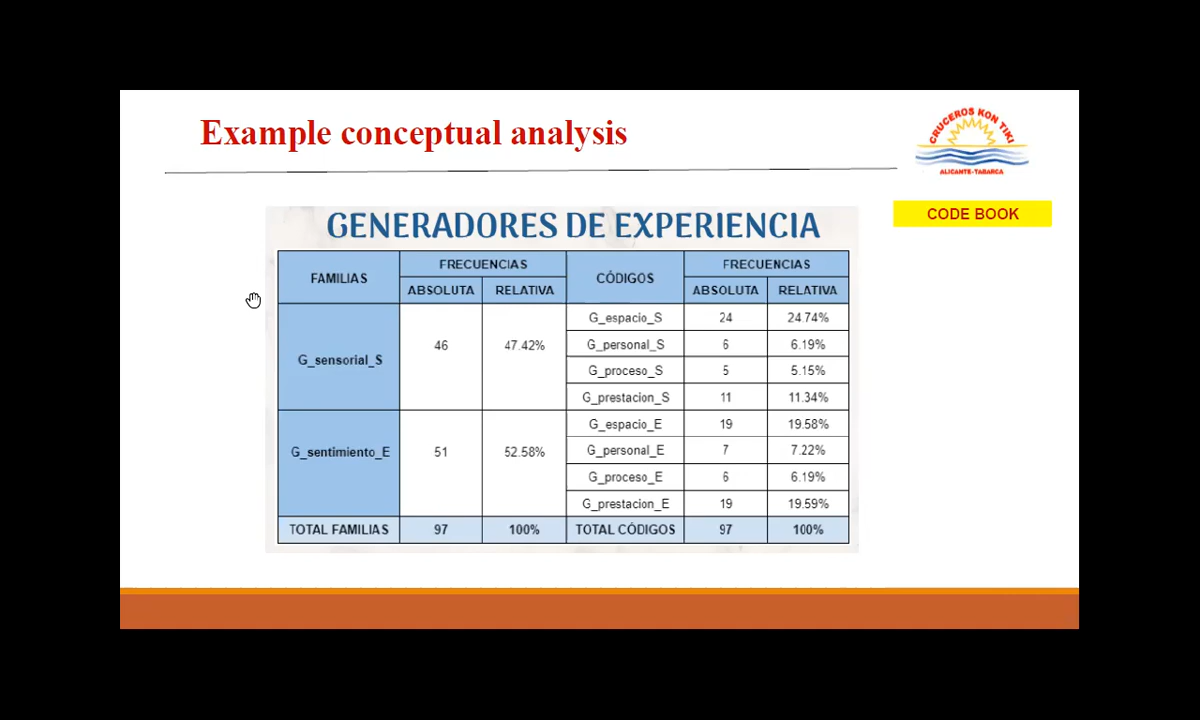 Example conceptual analysis
CRUCEROS KON TIKI
ALICANTE-TABARCA
CODE BOOK
GENERADORES DE EXPERIENCIA
FAMILIAS FRECUENCIAS CÓDIGOS FRECUENCIAS
ABSOLUTA RELATIVA ABSOLUTA RELATIVA
G_sensorial_S 46 47.42% G_espacio_S 24 24.74%
G_personal_S 6 6.19%
G_proceso_S 5 5.15%
G_prestacion_S 11 11.34%
G_sentimiento_E 51 52.58% G_espacio_E 19 19.58%
G_personal_E 7 7.22%
G_proceso_E 6 6.19%
G_prestacion_E 19 19.59%
TOTAL FAMILIAS 97 100% TOTAL CÓDIGOS 97 100%